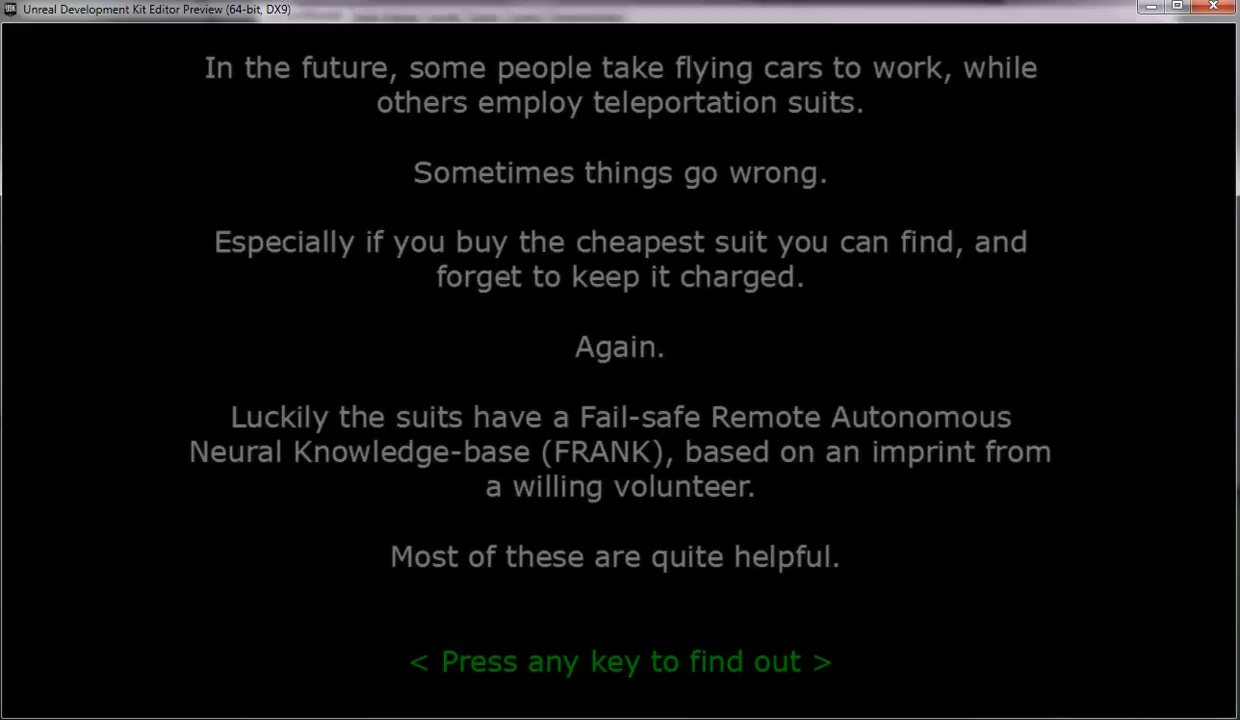 Unreal Development Kit Editor Preview (64-bit, DX9)
In the future, some people take flying cars to work, while
others employ teleportation suits.
Sometimes things go wrong.
Especially if you buy the cheapest suit you can find, and
forget to keep it charged.
Again.
Luckily the suits have a Fail-safe Remote Autonomous
Neural Knowledge-base (FRANK), based on an imprint from
a willing volunteer.
Most of these are quite helpful.
< Press any key to find out >